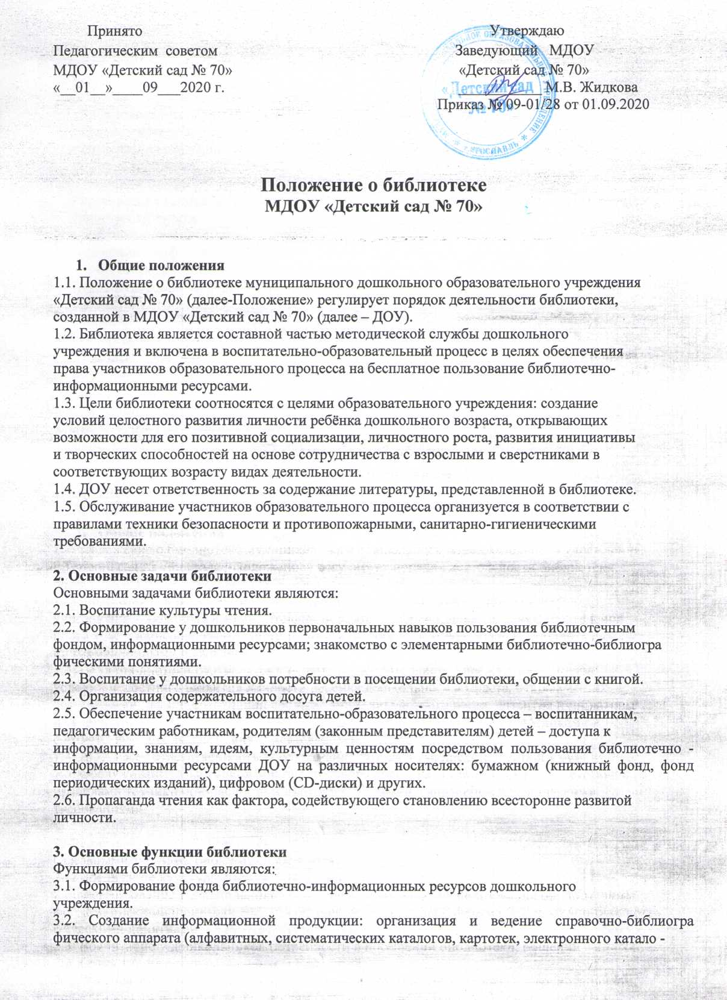 Принято
Педагогическим советом
МДОУ «Детский сад № 70»
«__01__»____09___2020 г.
Утверждаю
Заведующий МДОУ
«Детский сад № 70»
___________ М.В. Жидкова
Приказ № 09-01/28 от 01.09.2020
«Детский сад
№ 70»
ОБРАЗОВАТЕЛЬНОЕ УЧРЕЖДЕНИЕ * г. ЯРОСЛАВЛЬ *
Положение о библиотеке
МДОУ «Детский сад № 70»
1. Общие положения
1.1. Положение о библиотеке муниципального дошкольного образовательного учреждения
«Детский сад № 70» (далее-Положение» регулирует порядок деятельности библиотеки,
созданной в МДОУ «Детский сад № 70» (далее – ДОУ).
1.2. Библиотека является составной частью методической службы дошкольного
учреждения и включена в воспитательно-образовательный процесс в целях обеспечения
права участников образовательного процесса на бесплатное пользование библиотечно-
информационными ресурсами.
1.3. Цели библиотеки соотносятся с целями образовательного учреждения: создание
условий целостного развития личности ребёнка дошкольного возраста, открывающих
возможности для его позитивной социализации, личностного роста, развития инициативы
и творческих способностей на основе сотрудничества с взрослыми и сверстниками в
соответствующих возрасту видах деятельности.
1.4. ДОУ несет ответственность за содержание литературы, представленной в библиотеке.
1.5. Обслуживание участников образовательного процесса организуется в соответствии с
правилами техники безопасности и противопожарными, санитарно-гигиеническими
требованиями.
2. Основные задачи библиотеки
Основными задачами библиотеки являются:
2.1. Воспитание культуры чтения.
2.2. Формирование у дошкольников первоначальных навыков пользования библиотечным
фондом, информационными ресурсами; знакомство с элементарными библиотечно-библиогра
фическими понятиями.
2.3. Воспитание у дошкольников потребности в посещении библиотеки, общении с книгой.
2.4. Организация содержательного досуга детей.
2.5. Обеспечение участникам воспитательно-образовательного процесса – воспитанникам,
педагогическим работникам, родителям (законным представителям) детей – доступа к
информации, знаниям, идеям, культурным ценностям посредством пользования библиотечно -
информационными ресурсами ДОУ на различных носителях: бумажном (книжный фонд, фонд
периодических изданий), цифровом (CD-диски) и других.
2.6. Пропаганда чтения как фактора, содействующего становлению всесторонне развитой
личности.
3. Основные функции библиотеки
Функциями библиотеки являются:
3.1. Формирование фонда библиотечно-информационных ресурсов дошкольного
учреждения.
3.2. Создание информационной продукции: организация и ведение справочно-библиогра
фического аппарата (алфавитных, систематических каталогов, картотек, электронного катало -